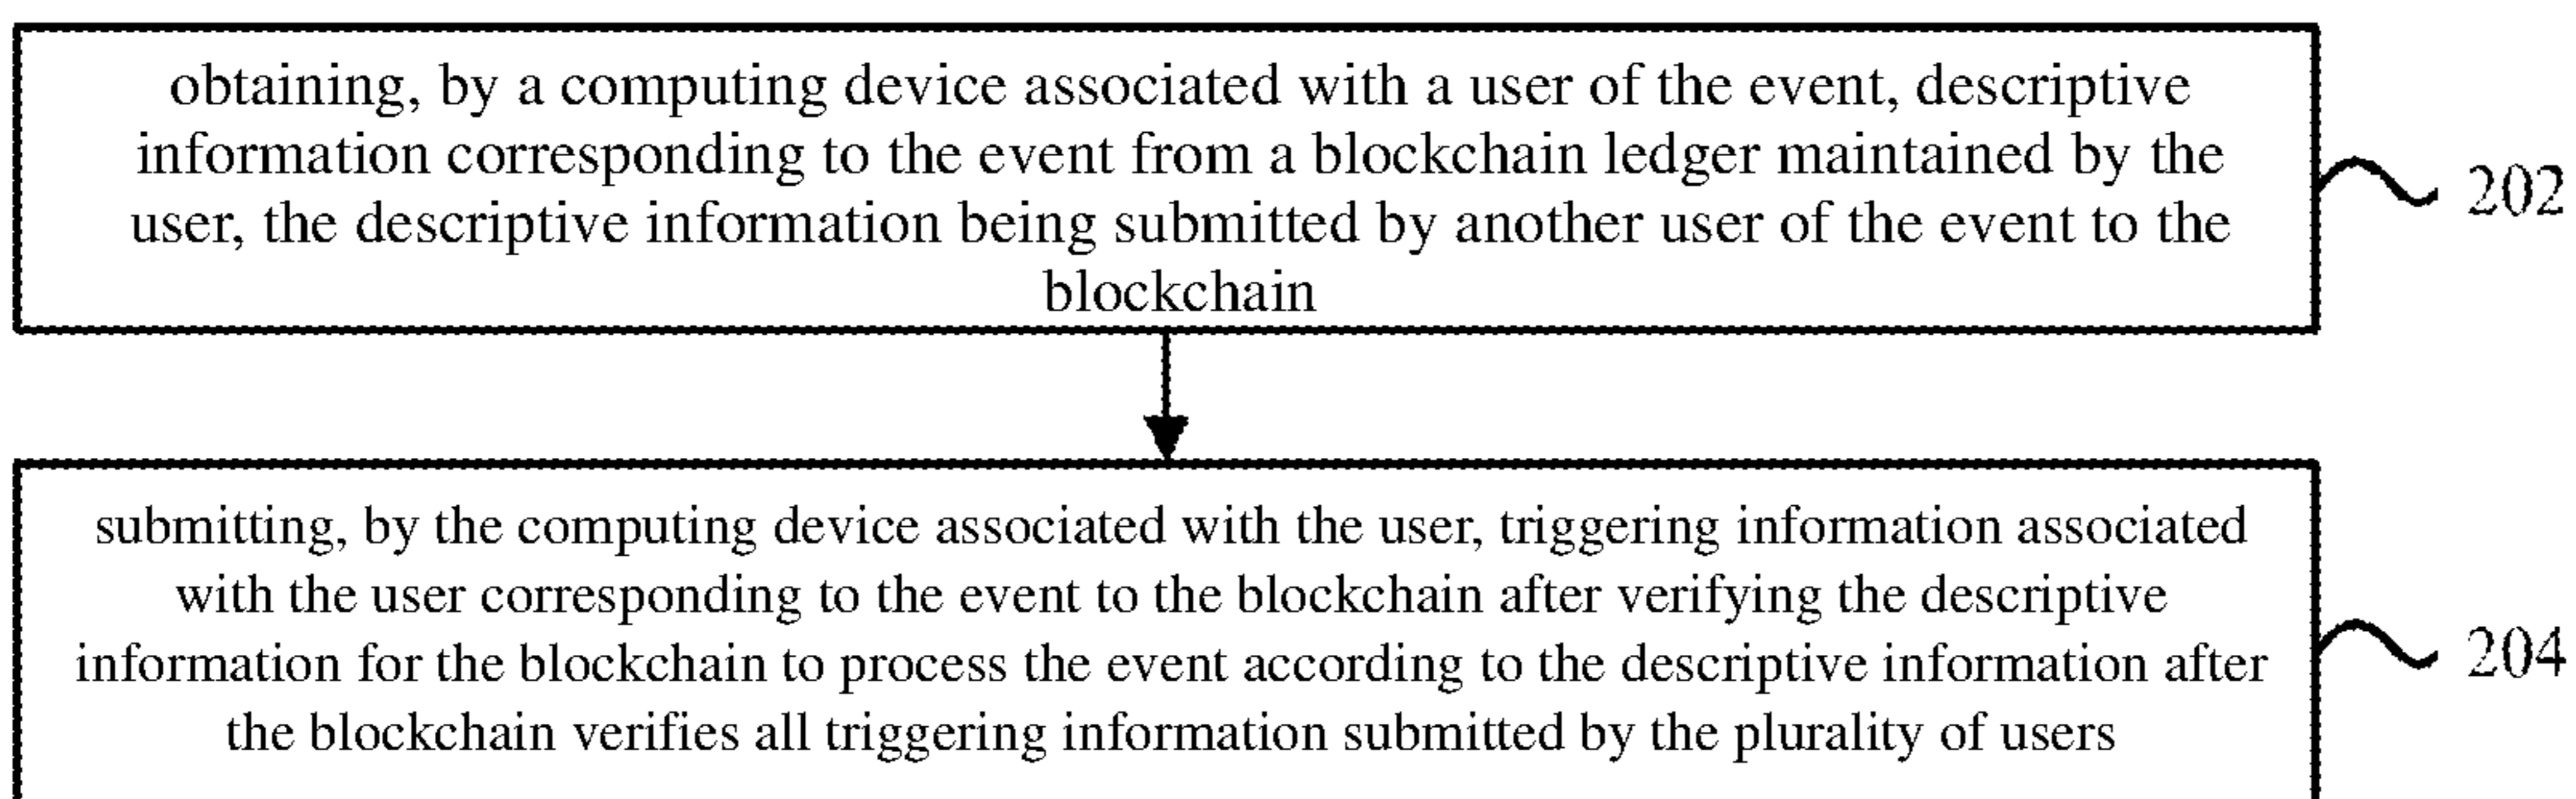 obtaining, by a computing device associated with a user of the event, descriptive
information corresponding to the event from a blockchain ledger maintained by the
user, the descriptive information being submitted by another user of the event to the
blockchain
202
submitting, by the computing device associated with the user, triggering information associated
with the user corresponding to the event to the blockchain after verifying the descriptive
information for the blockchain to process the event according to the descriptive information after
the blockchain verifies all triggering information submitted by the plurality of users
204